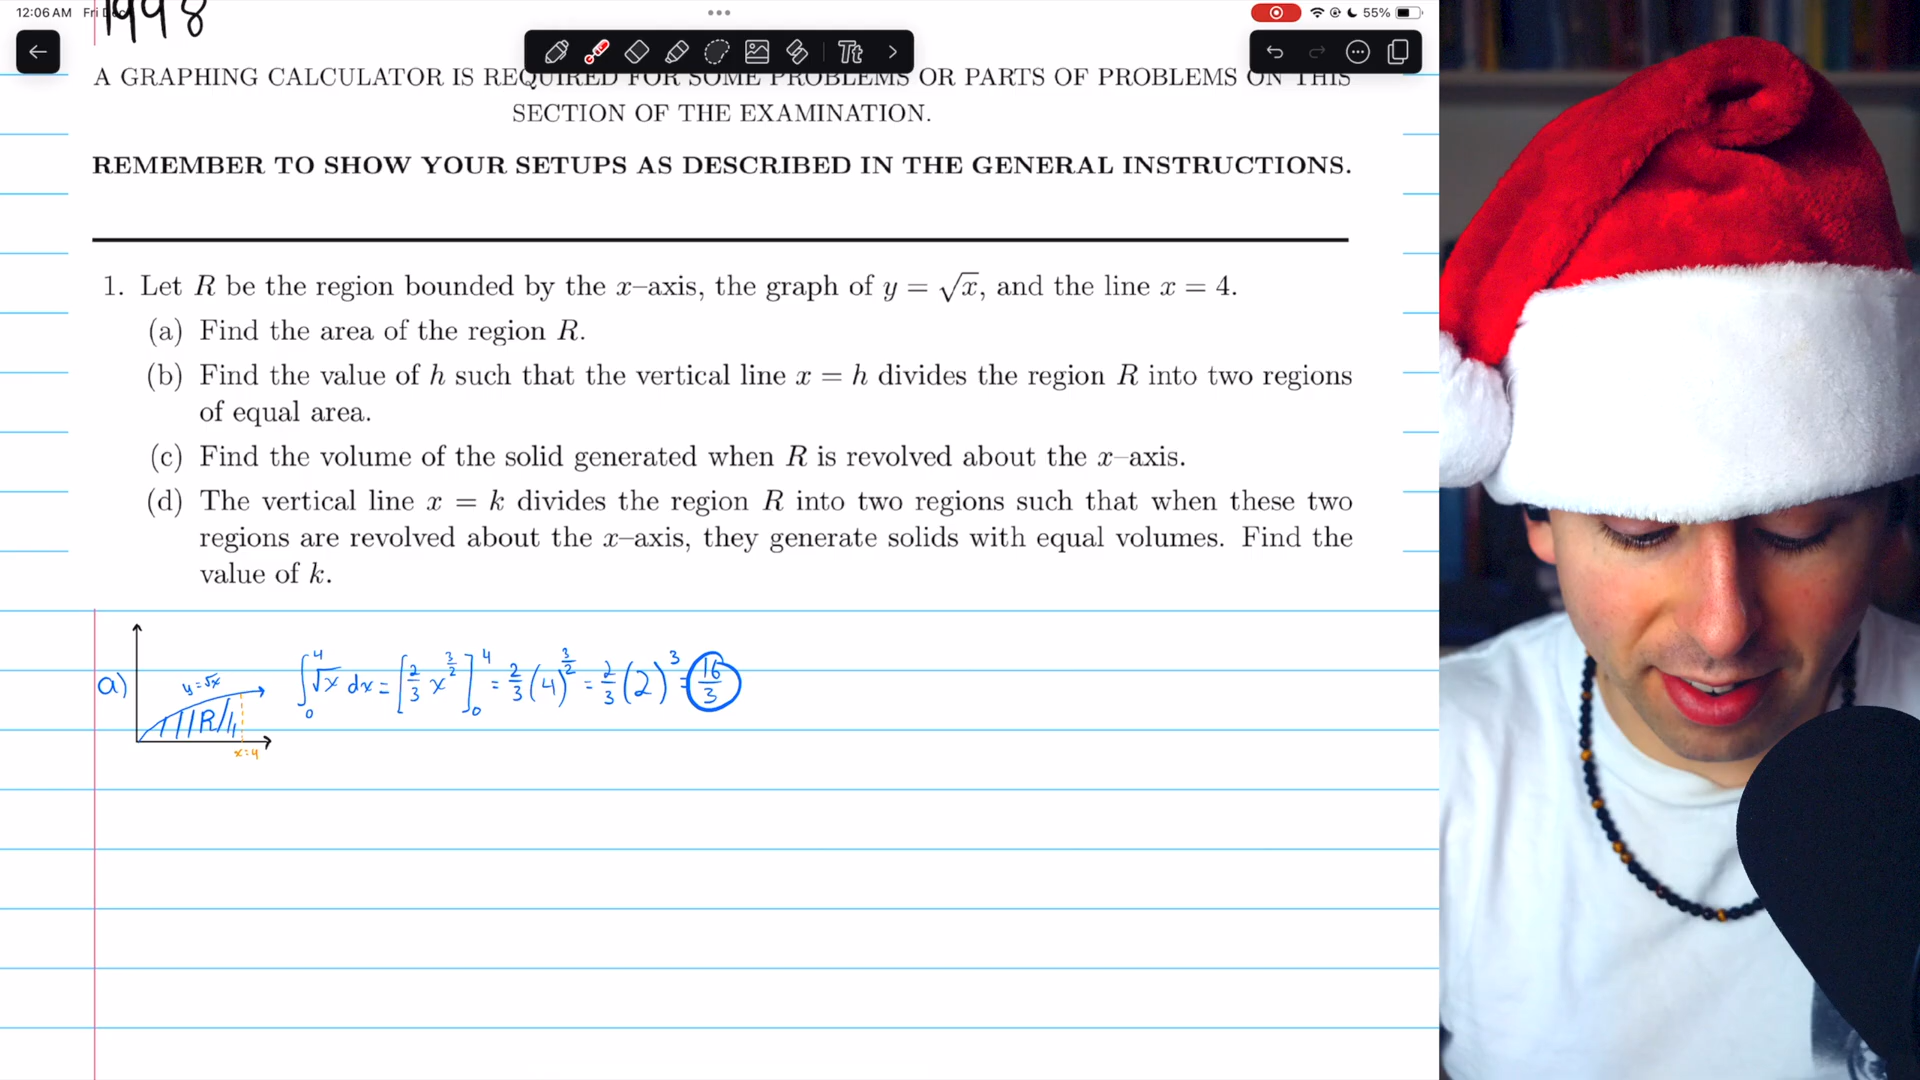 12:06 AM Fri
55%
1998
Tt
A GRAPHING CALCULATOR IS REQUIRED FOR SOME PROBLEMS OR PARTS OF PROBLEMS ON THIS
SECTION OF THE EXAMINATION.
REMEMBER TO SHOW YOUR SETUPS AS DESCRIBED IN THE GENERAL INSTRUCTIONS.
1. Let R be the region bounded by the x–axis, the graph of y = √x, and the line x = 4.
(a) Find the area of the region R.
(b) Find the value of h such that the vertical line x = h divides the region R into two regions
of equal area.
(c) Find the volume of the solid generated when R is revolved about the x–axis.
(d) The vertical line x = k divides the region R into two regions such that when these two
regions are revolved about the x–axis, they generate solids with equal volumes. Find the
value of k.
a) y=√x R x=4 ∫₀⁴ √x dx = [2/3 x^(3/2)]₀⁴ = 2/3 (4)^(3/2) = 2/3 (2)^3 = 16/3